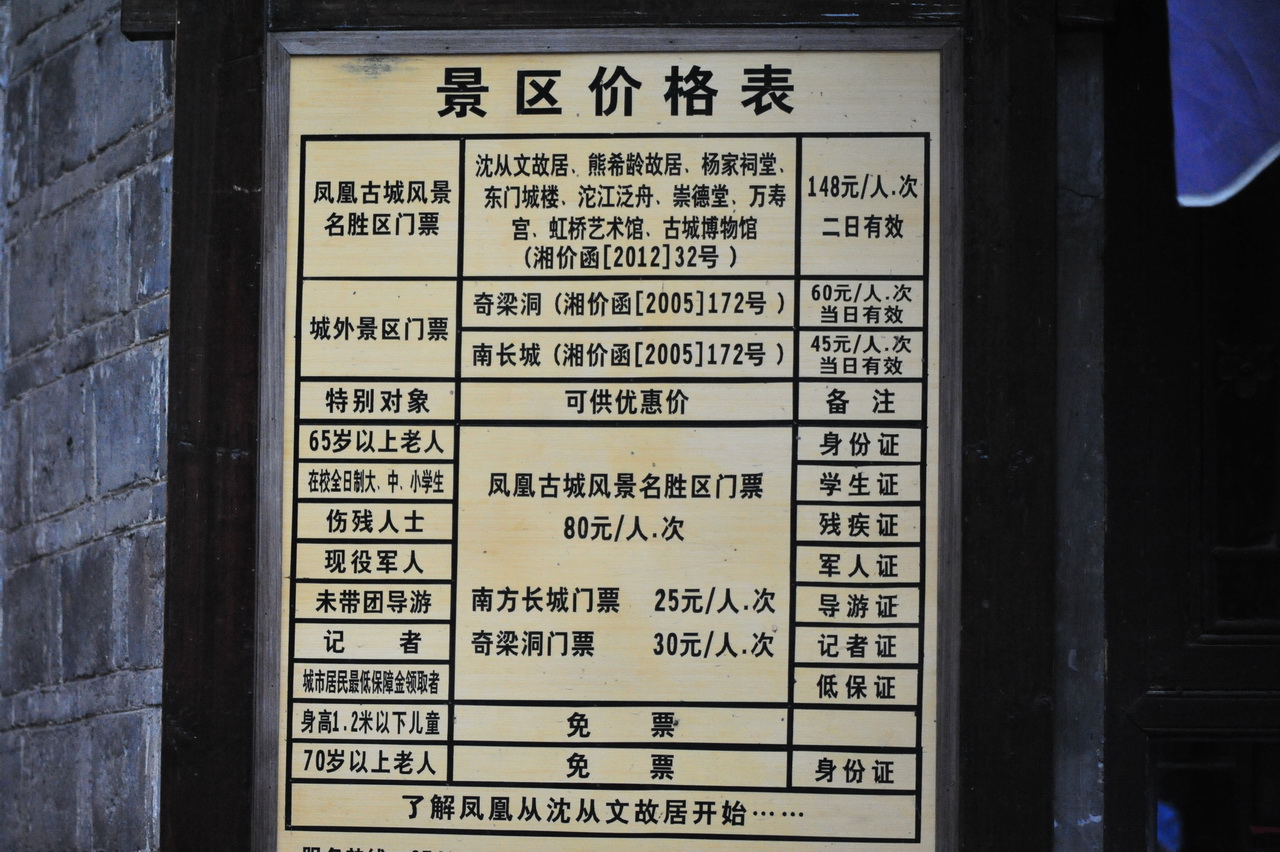 景区价格表
凤凰古城风景
名胜区门票
沈从文故居、熊希龄故居、杨家祠堂、
东门城楼、沱江泛舟、崇德堂、万寿
宫、虹桥艺术馆、古城博物馆
（湘价函[2012]32号 ）
148元/人.次
二日有效
城外景区门票
奇梁洞（湘价函[2005]172号 ）
60元/人.次
当日有效
南长城（湘价函[2005]172号 ）
45元/人.次
当日有效
特别对象
可供优惠价
备 注
65岁以上老人
身份证
在校全日制大、中、小学生
学生证
伤残人士
残疾证
现役军人
军人证
未带团导游
导游证
记 者
记者证
城市居民最低保障金领取者
低保证
凤凰古城风景名胜区门票
80元/人.次
南方长城门票 25元/人.次
奇梁洞门票 30元/人.次
身高1.2米以下儿童
免 票
70岁以上老人
免 票
身份证
了解凤凰从沈从文故居开始……